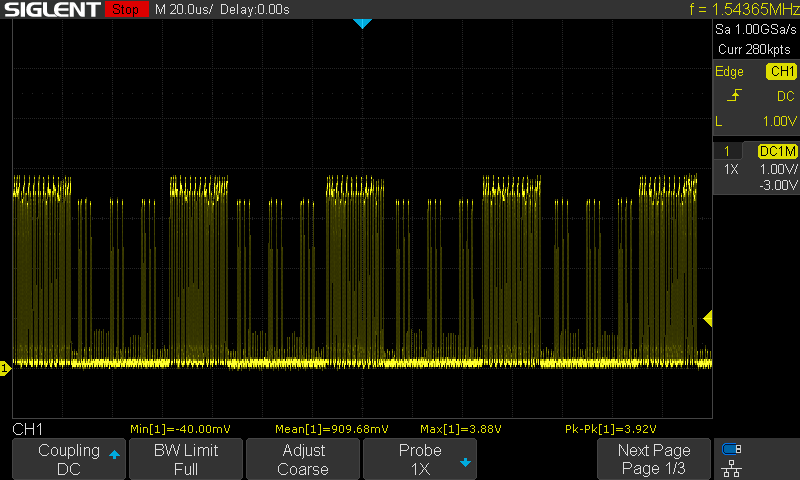 SIGLENT Stop M 20.0us/ Delay:0.00s f = 1.54365MHz
Sa 1.00GSa/s
Curr 280kpts
Edge CH1
DC
L 1.00V
1 DC1M
1X 1.00V/
-3.00V
1
CH1 Min[1]=-40.00mV Mean[1]=909.68mV Max[1]=3.88V Pk-Pk[1]=3.92V
Coupling BW Limit Adjust Probe Next Page
DC Full Coarse 1X Page 1/3